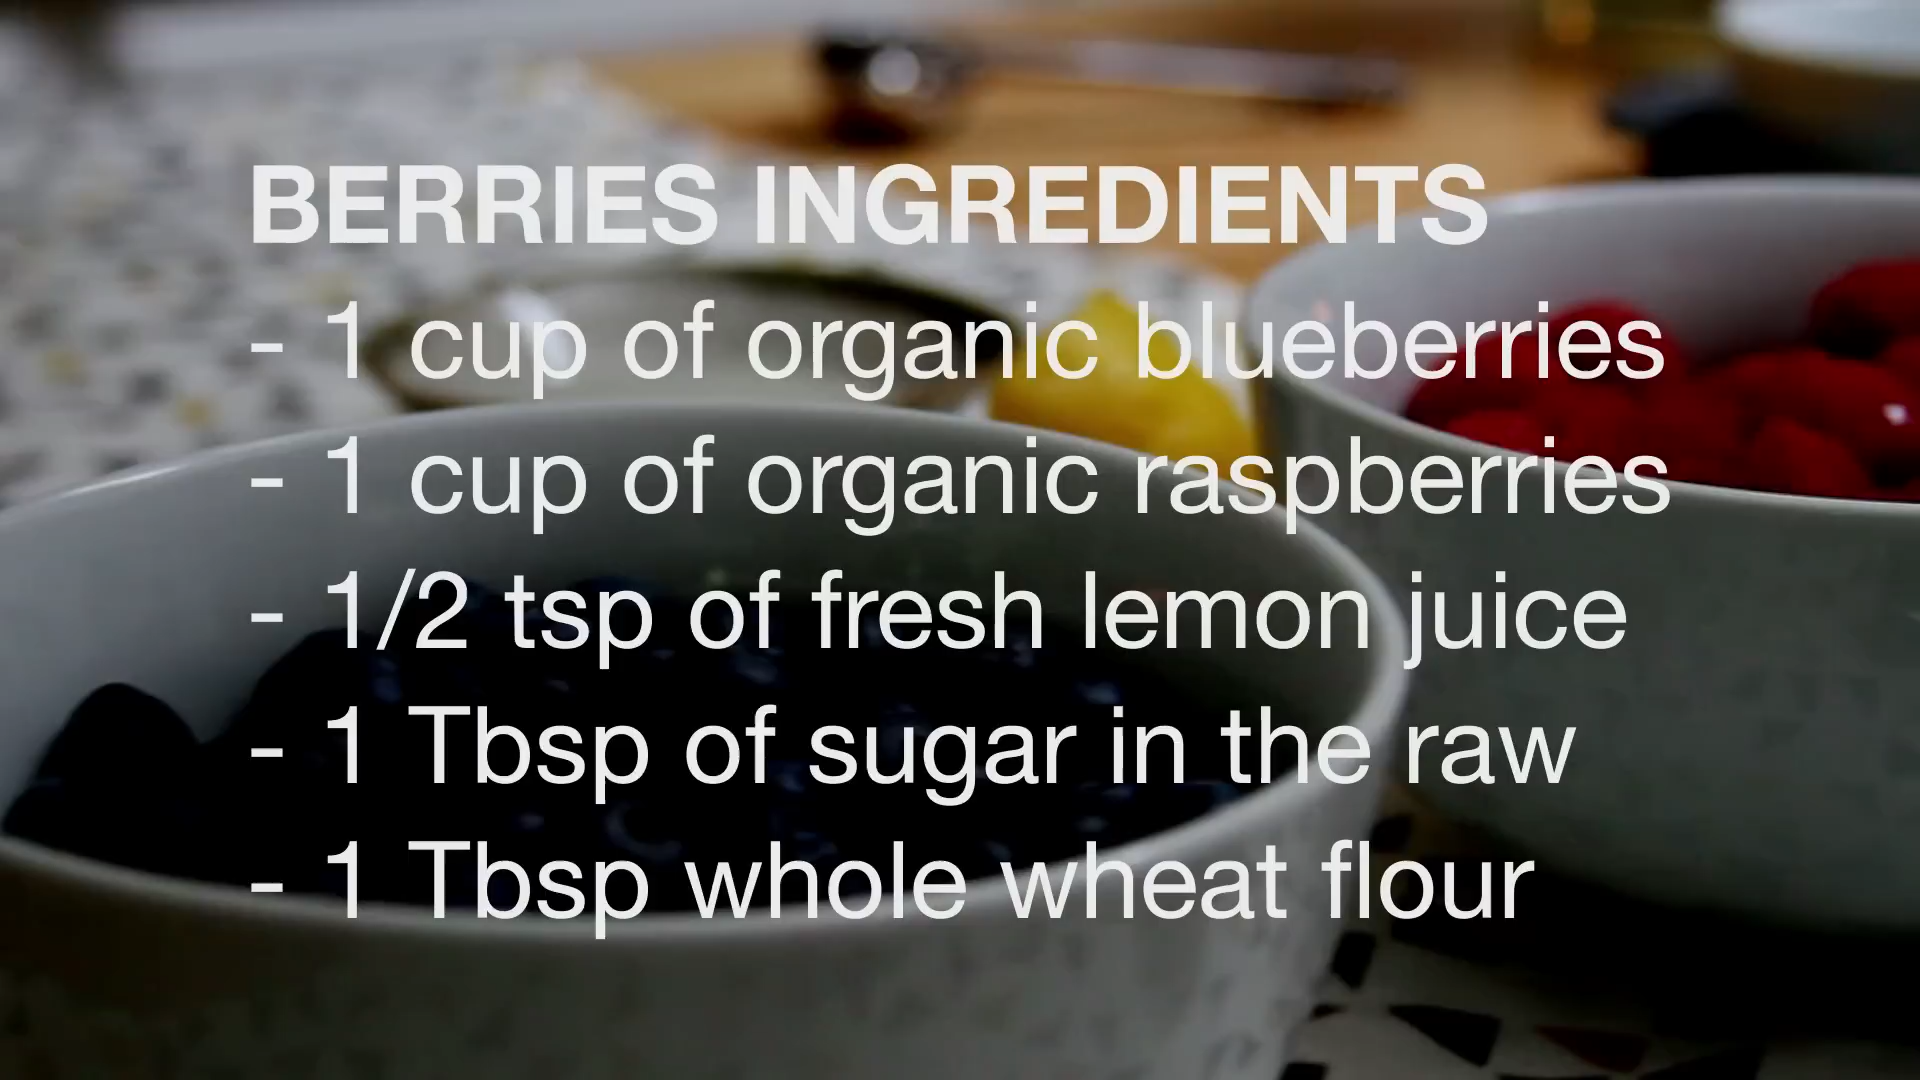 BERRIES INGREDIENTS
- 1 cup of organic blueberries
- 1 cup of organic raspberries
- 1/2 tsp of fresh lemon juice
- 1 Tbsp of sugar in the raw
- 1 Tbsp whole wheat flour